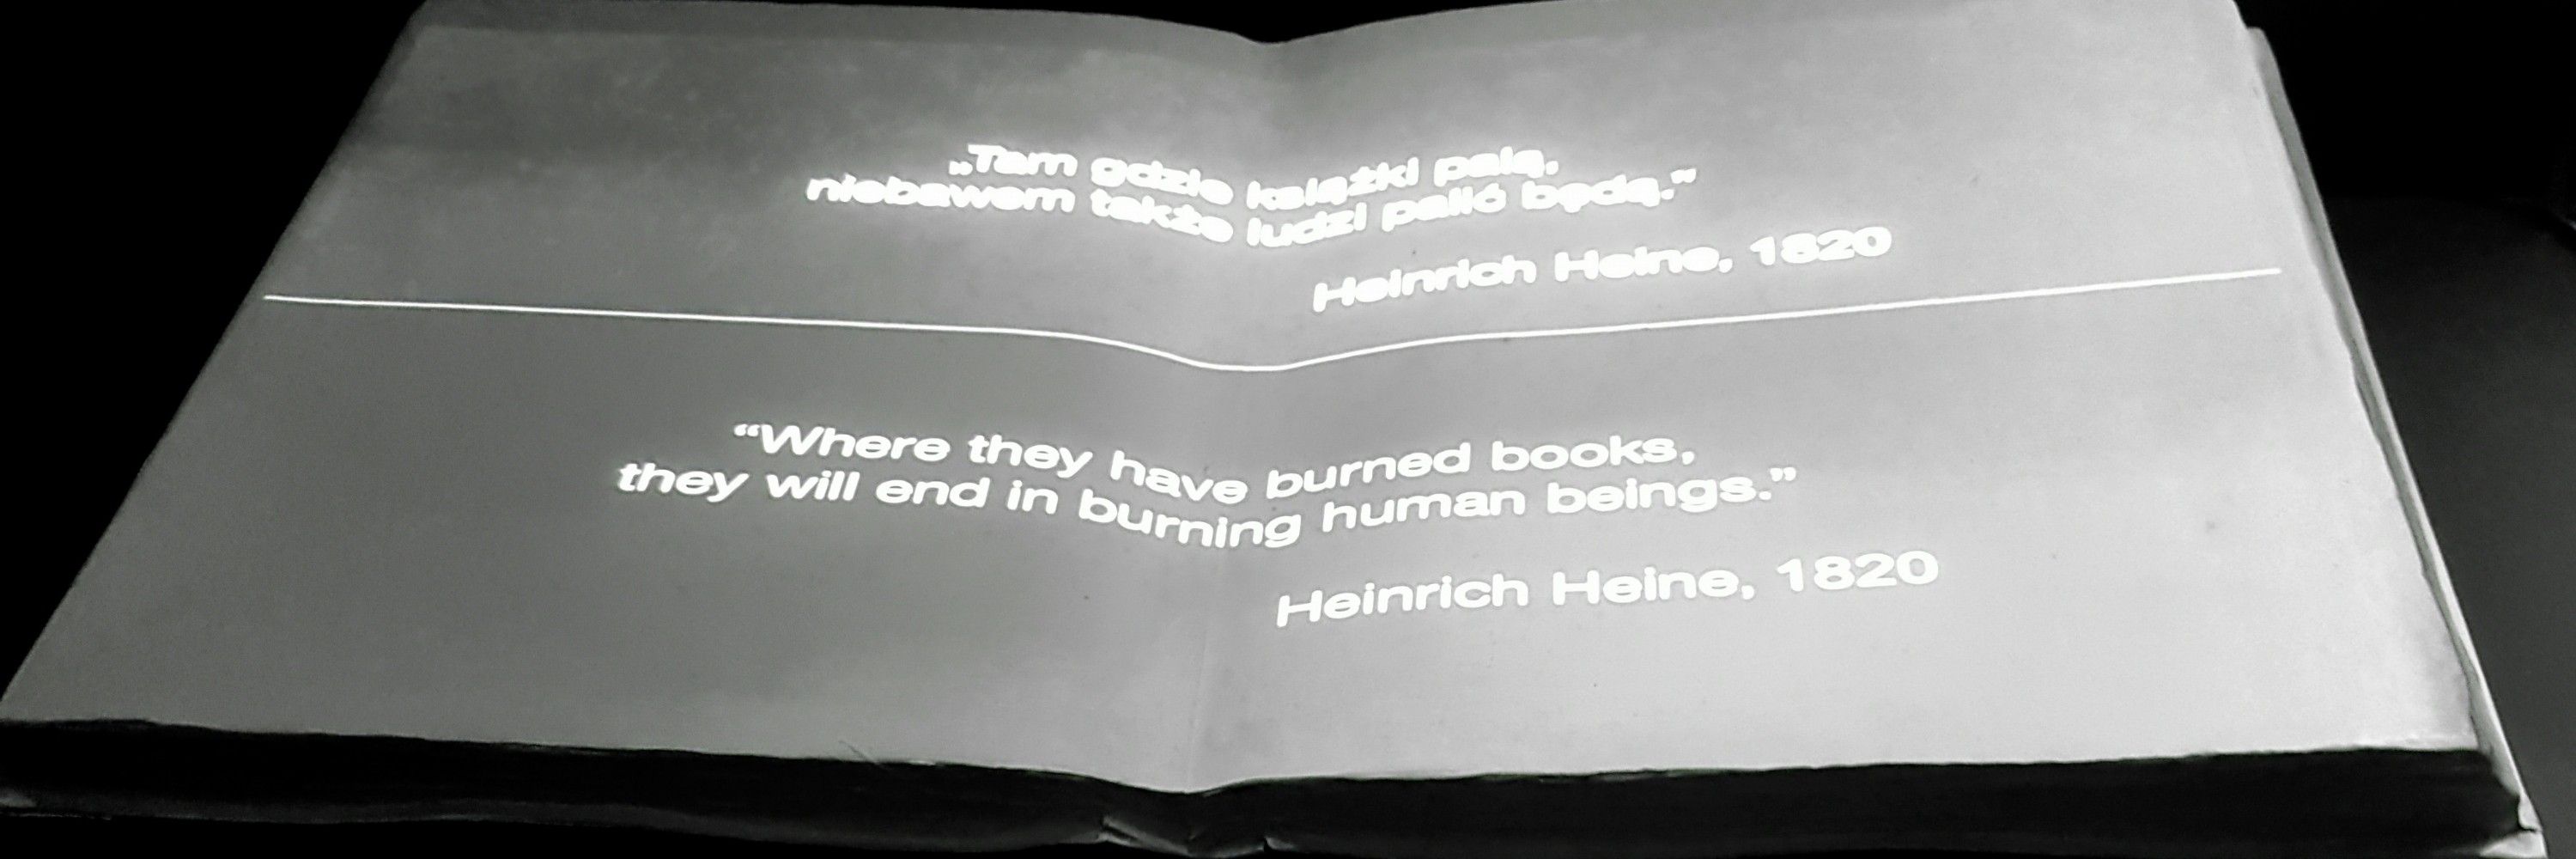 „Tam gdzie książki palą,
niebawem także ludzi palić będą.”
Heinrich Heine, 1820
“Where they have burned books,
they will end in burning human beings.”
Heinrich Heine, 1820